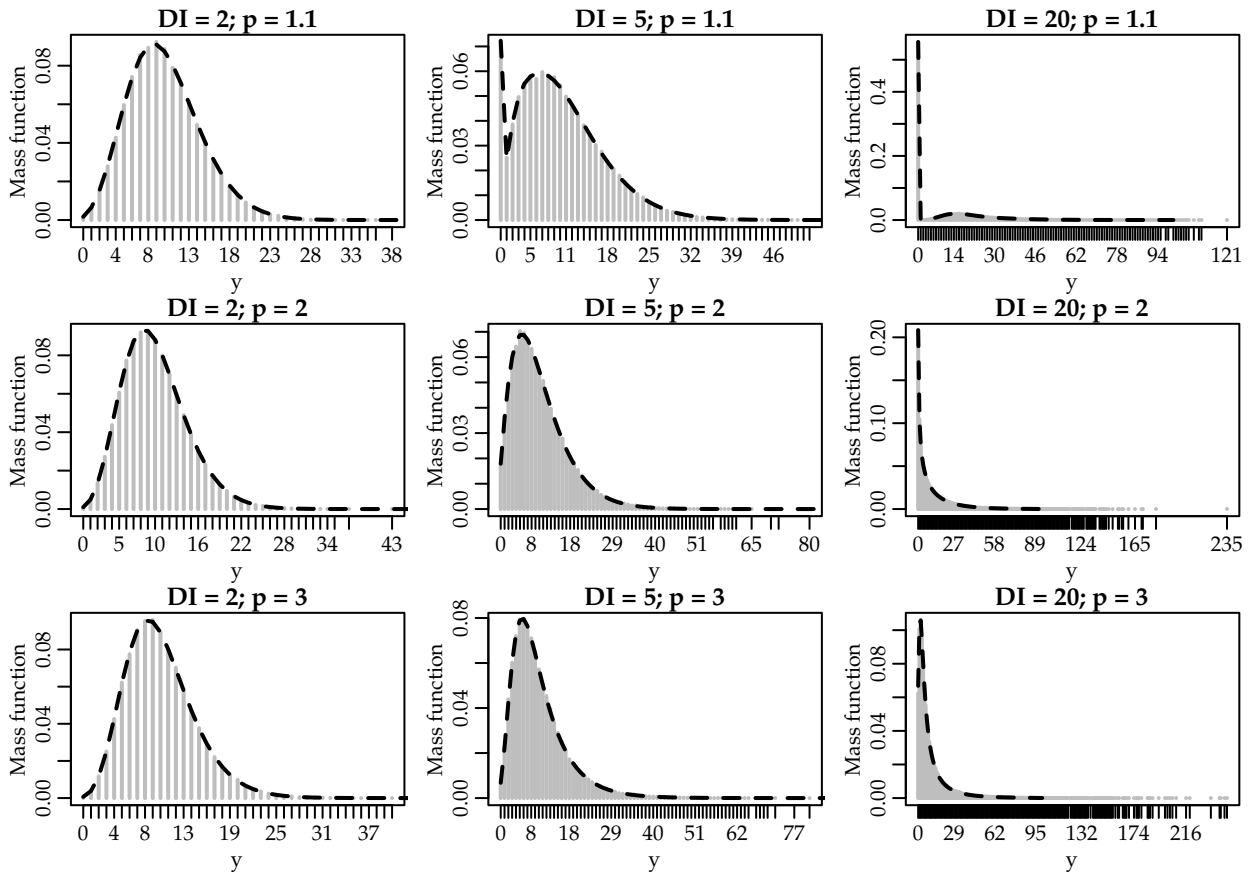 DI = 2; p = 1.1
Mass function
0.00 0.04 0.08
0 4 8 13 18 23 28 33 38
y
DI = 5; p = 1.1
Mass function
0.00 0.03 0.06
0 5 11 18 25 32 39 46
y
DI = 20; p = 1.1
Mass function
0.0 0.2 0.4
0 14 30 46 62 78 94 121
y
DI = 2; p = 2
Mass function
0.00 0.04 0.08
0 5 10 16 22 28 34 43
y
DI = 5; p = 2
Mass function
0.00 0.03 0.06
0 8 18 29 40 51 65 80
y
DI = 20; p = 2
Mass function
0.00 0.10 0.20
0 27 58 89 124 165 235
y
DI = 2; p = 3
Mass function
0.00 0.04 0.08
0 4 8 13 19 25 31 37
y
DI = 5; p = 3
Mass function
0.00 0.04 0.08
0 8 18 29 40 51 62 77
y
DI = 20; p = 3
Mass function
0.00 0.04 0.08
0 29 62 95 132 174 216
y